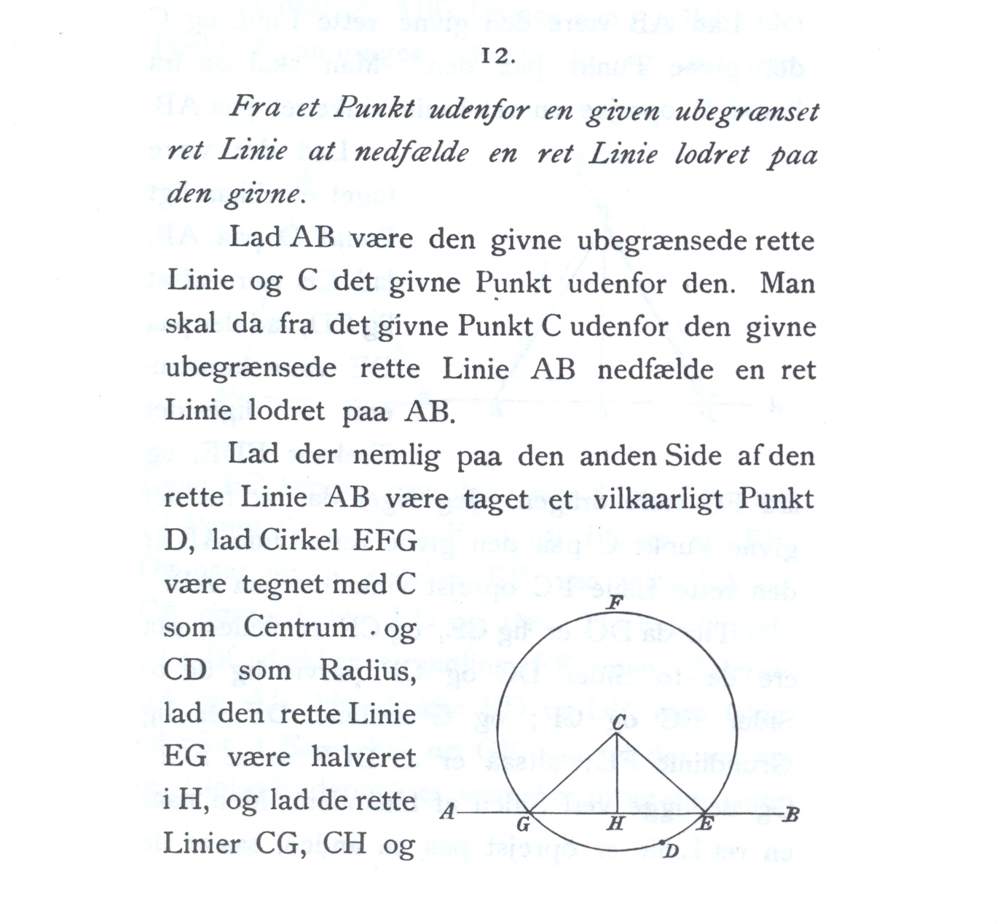 12.
Fra et Punkt udenfor en given ubegrænset
ret Linie at nedfælde en ret Linie lodret paa
den givne.
Lad AB være den givne ubegrænsede rette
Linie og C det givne Punkt udenfor den. Man
skal da fra det givne Punkt C udenfor den givne
ubegrænsede rette Linie AB nedfælde en ret
Linie lodret paa AB.
Lad der nemlig paa den anden Side af den
rette Linie AB være taget et vilkaarligt Punkt
D, lad Cirkel EFG
være tegnet med C
som Centrum og
CD som Radius,
lad den rette Linie
EG være halveret
i H, og lad de rette
Linier CG, CH og
F
C
A
G
H
E
B
D